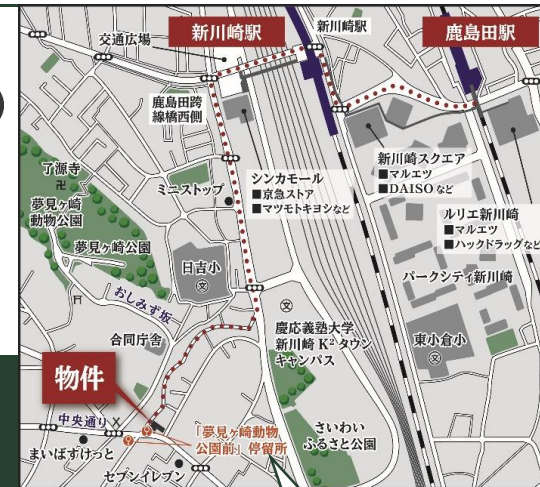 交通広場
新川崎駅
新川崎駅
鹿島田駅
鹿島田跨
線橋西側
了源寺
夢見ヶ崎
動物公園
夢見ヶ崎公園
ミニストップ
シンカモール
■京急ストア
■マツモトキヨシなど
新川崎スクエア
■マルエツ
■DAISOなど
ルリエ新川崎
■マルエツ
■ハックドラッグなど
日吉小
文
おしみず坂
合同庁舎
文
慶応義塾大学
新川崎K²タウン
キャンパス
パークシティ新川崎
東小倉小
文
物件
中央通り
まいばすけっと
セブンイレブン
「夢見ヶ崎動物
公園前」停留所
さいわい
ふるさと公園